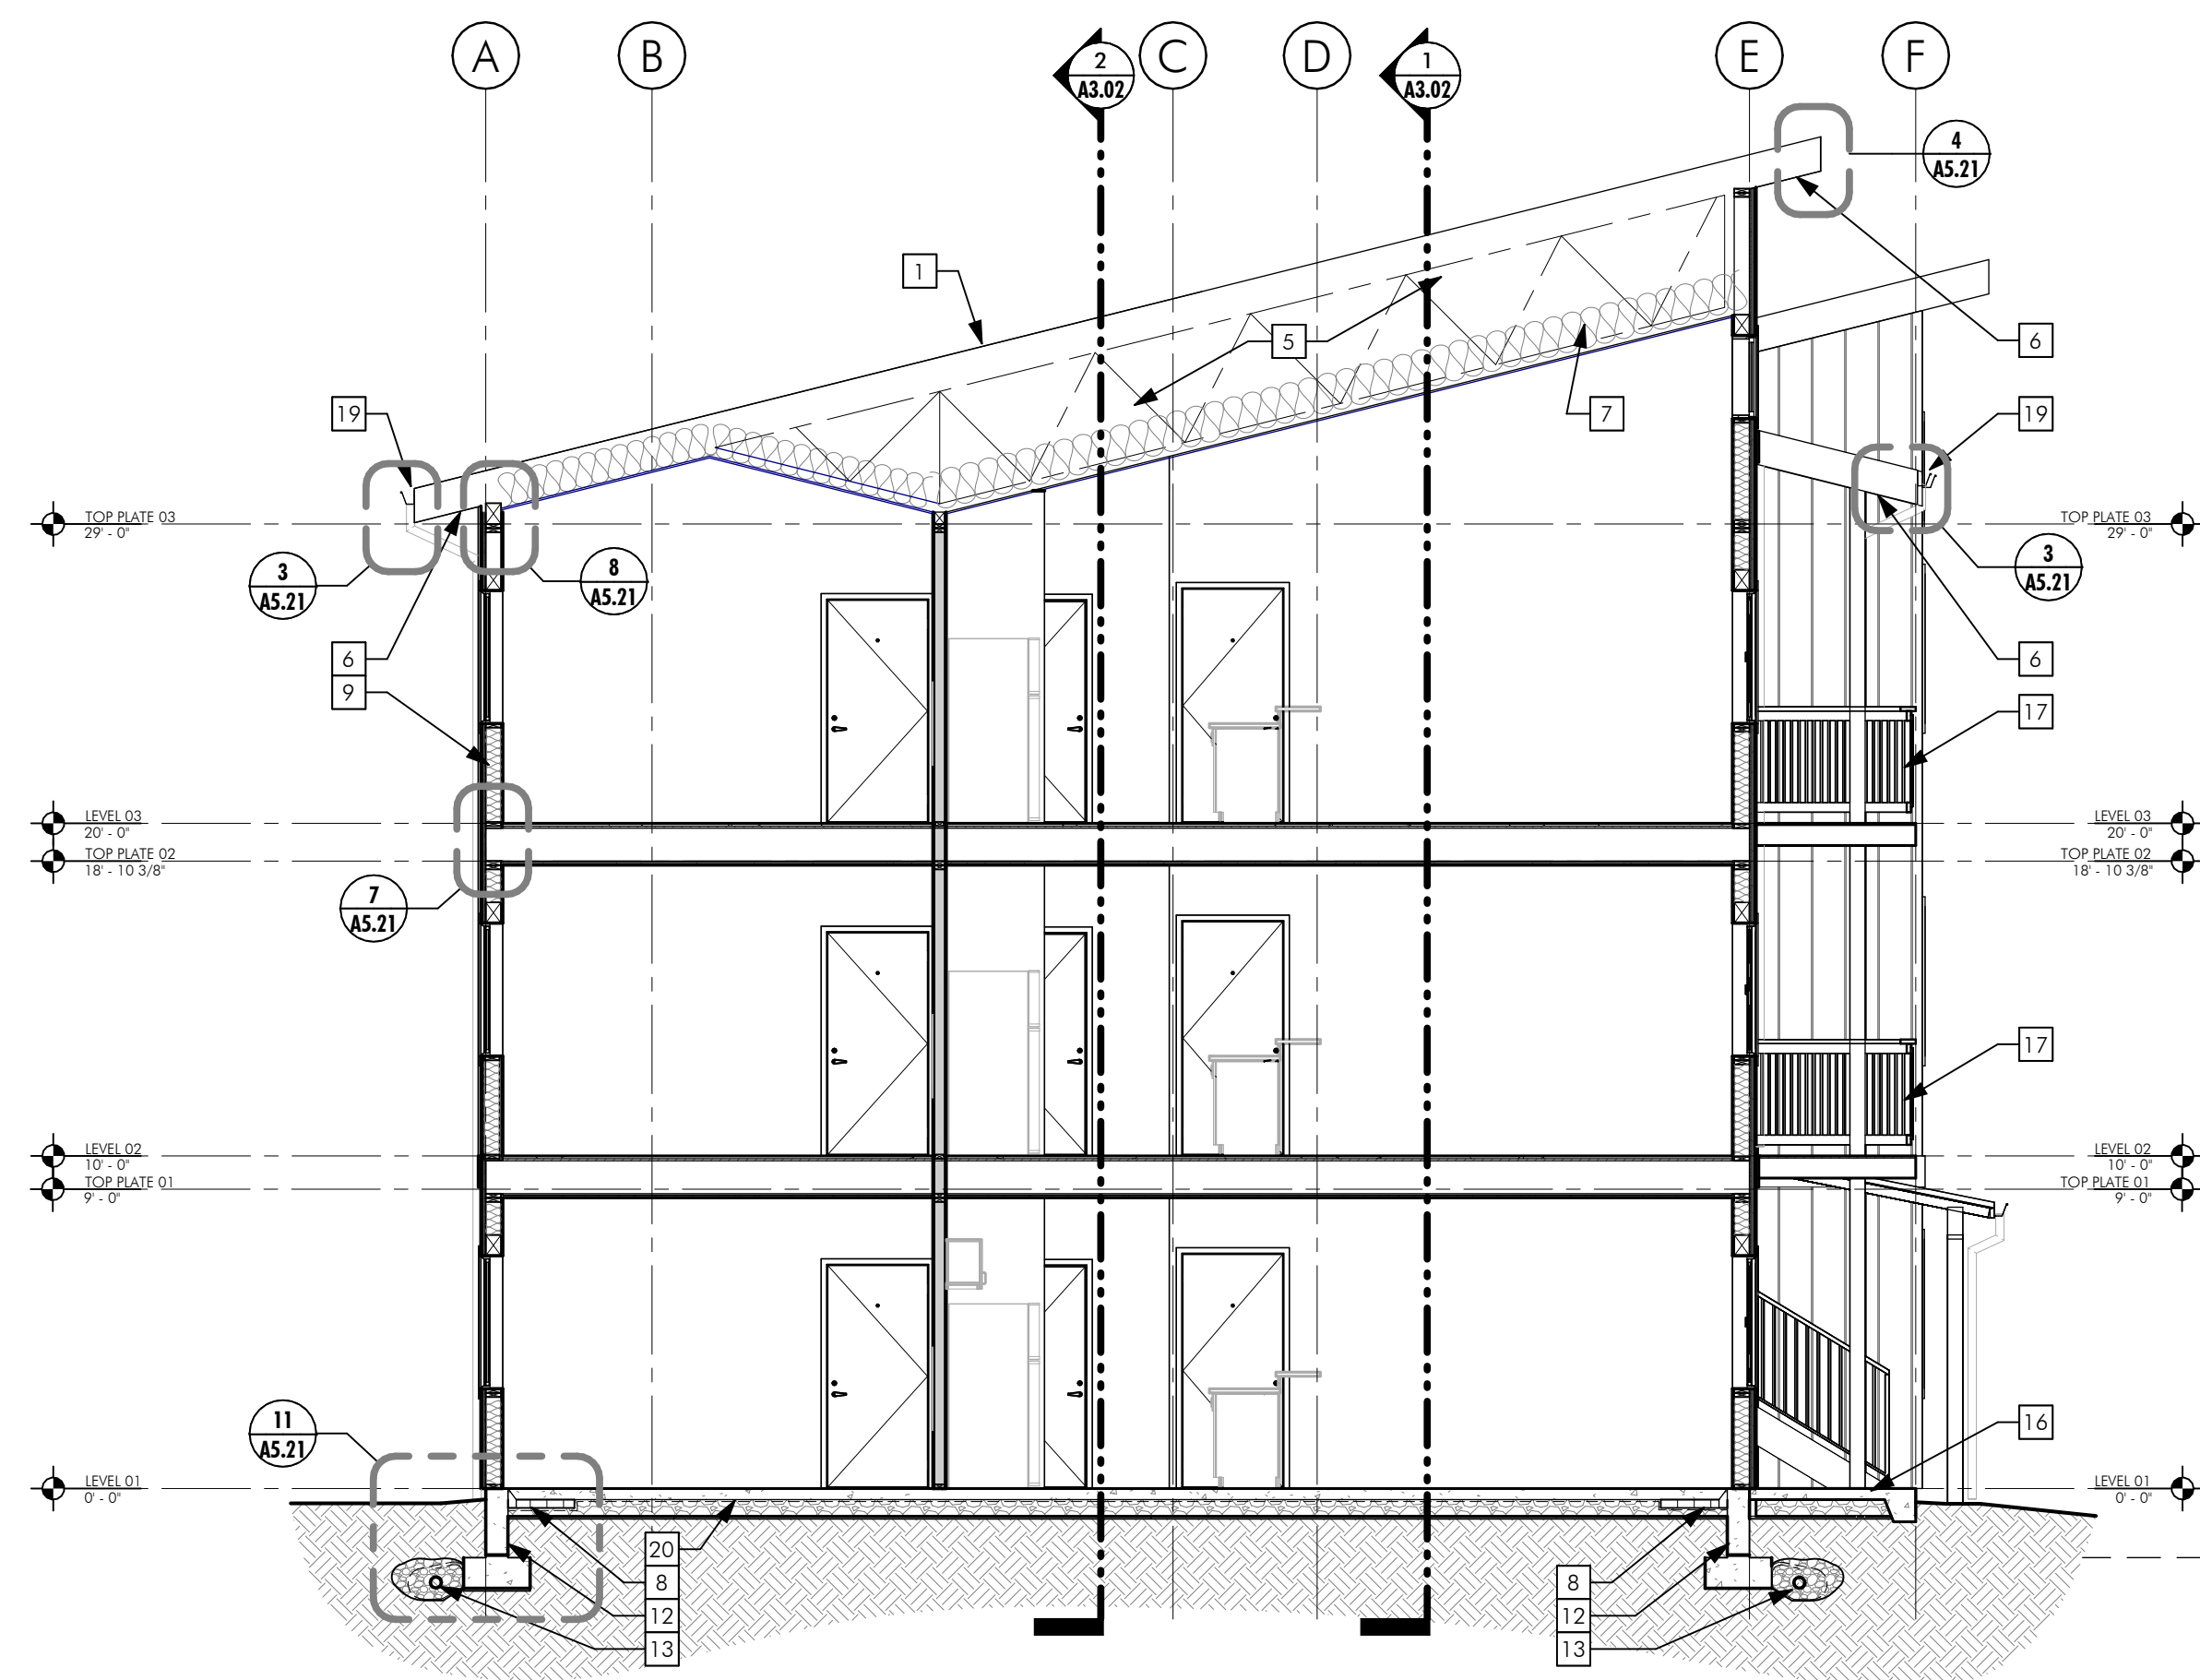 A
B
2
A3.02
C
D
1
A3.02
E
F
4
A5.21
1
5
6
7
19
19
TOP PLATE 03
29' - 0"
TOP PLATE 03
29' - 0"
3
A5.21
8
A5.21
3
A5.21
6
9
6
17
LEVEL 03
20' - 0"
LEVEL 03
20' - 0"
TOP PLATE 02
18' - 10 3/8"
TOP PLATE 02
18' - 10 3/8"
7
A5.21
17
LEVEL 02
10' - 0"
LEVEL 02
10' - 0"
TOP PLATE 01
9' - 0"
TOP PLATE 01
9' - 0"
11
A5.21
16
LEVEL 01
0' - 0"
LEVEL 01
0' - 0"
20
8
12
13
8
12
13